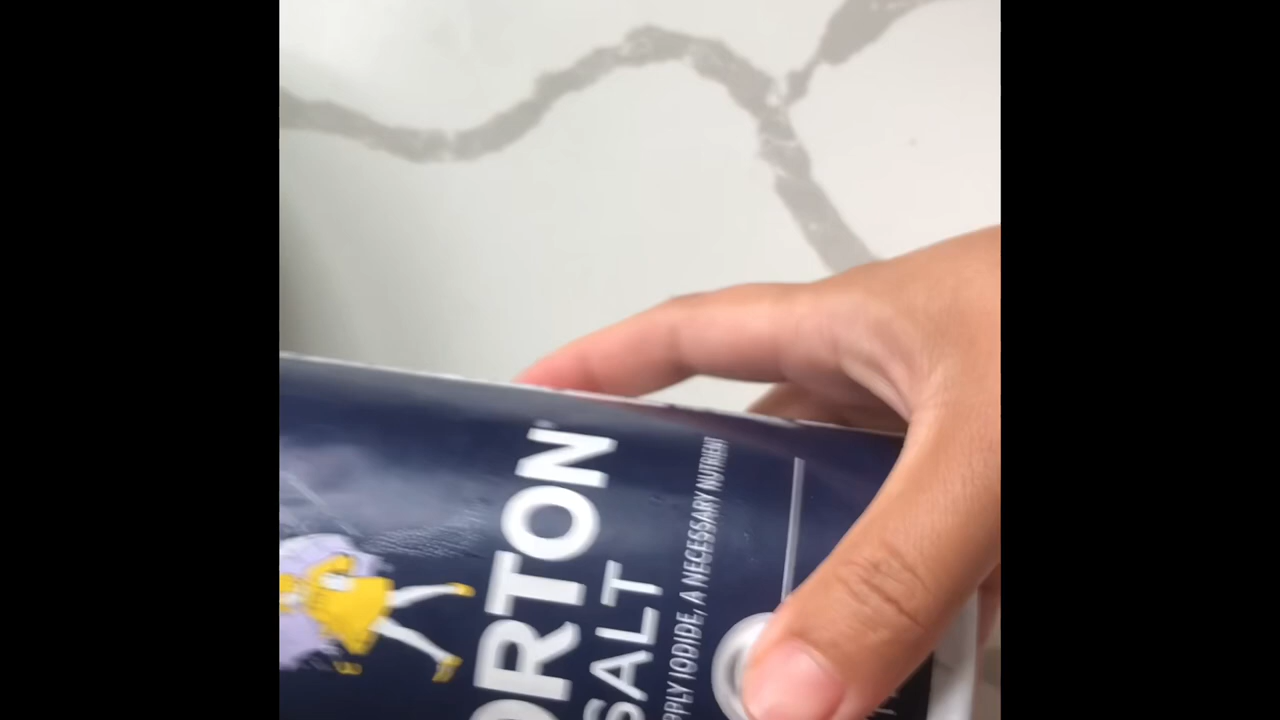 ORTON
SALT
PPLY IODIDE, A NECESSARY NUTRIENT